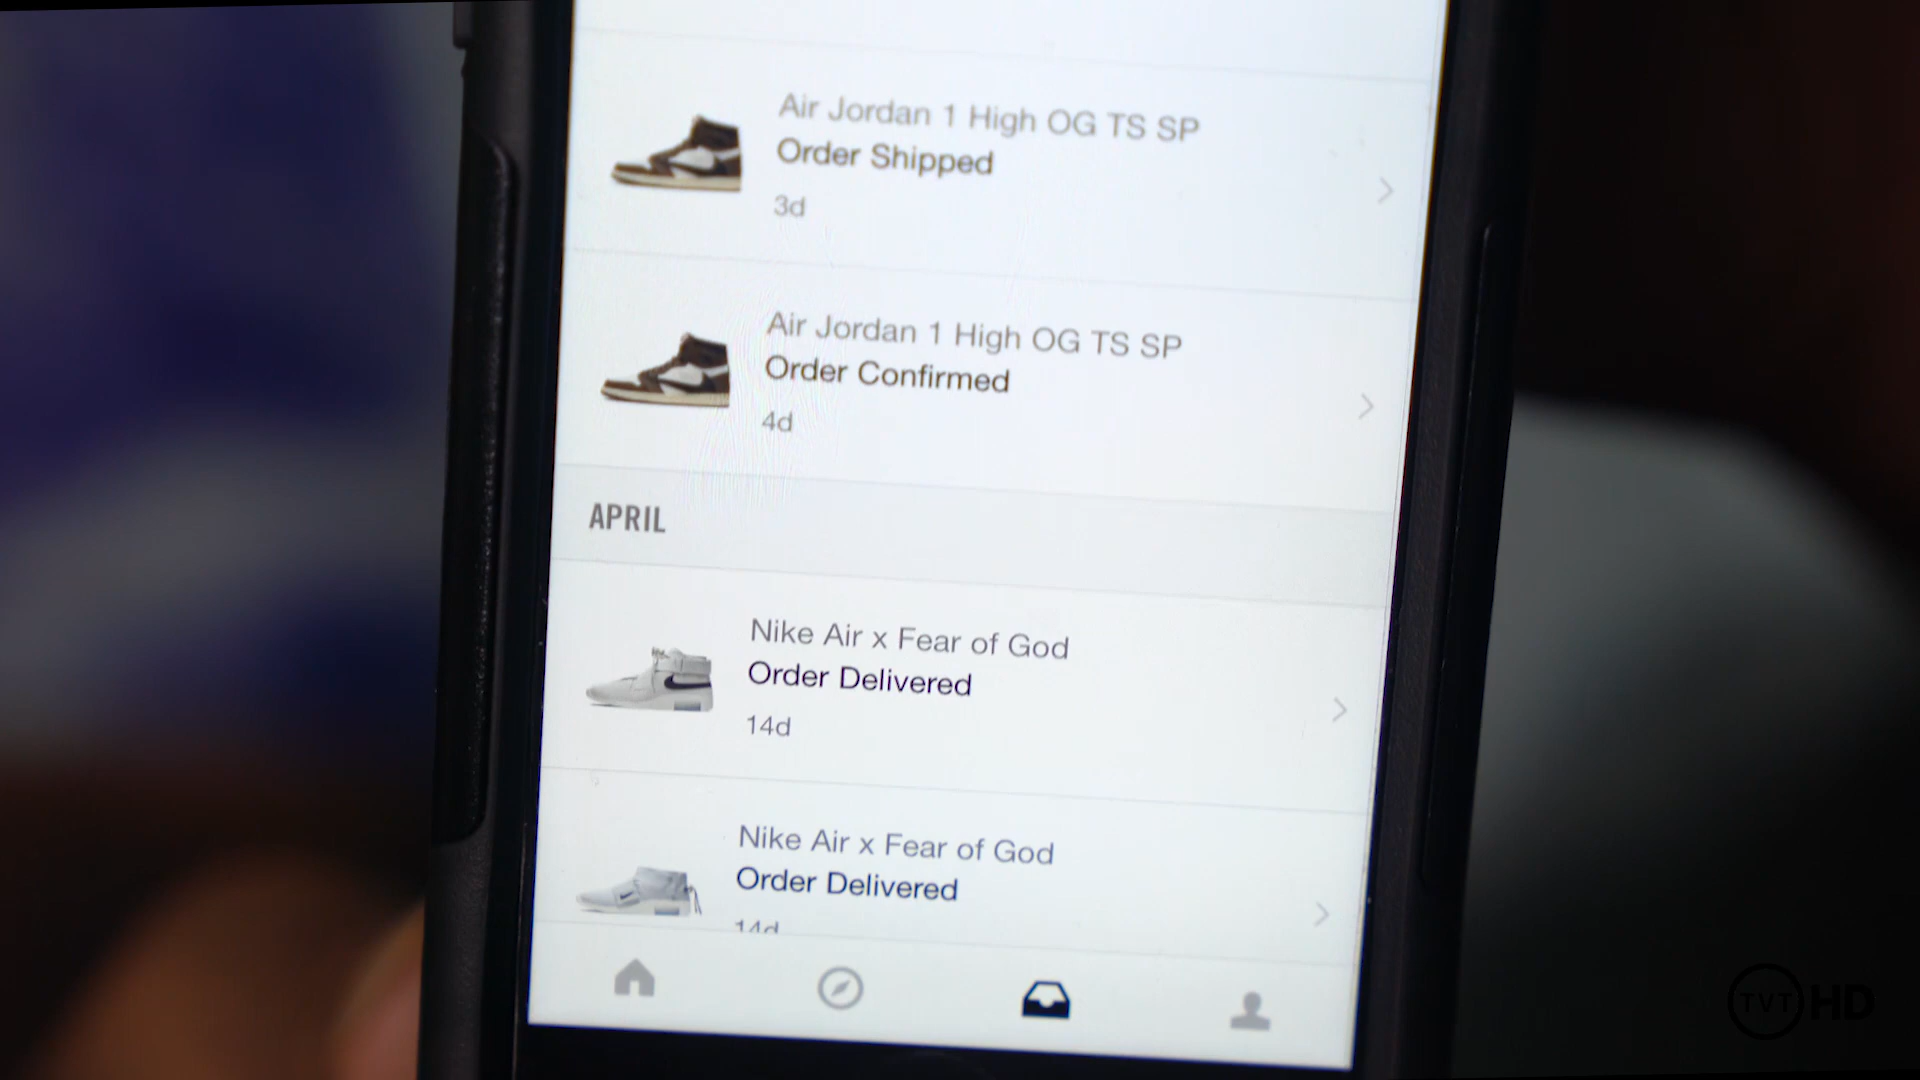 Air Jordan 1 High OG TS SP
Order Shipped
3d
Air Jordan 1 High OG TS SP
Order Confirmed
4d
APRIL
Nike Air x Fear of God
Order Delivered
14d
Nike Air x Fear of God
Order Delivered
14d
TVT HD